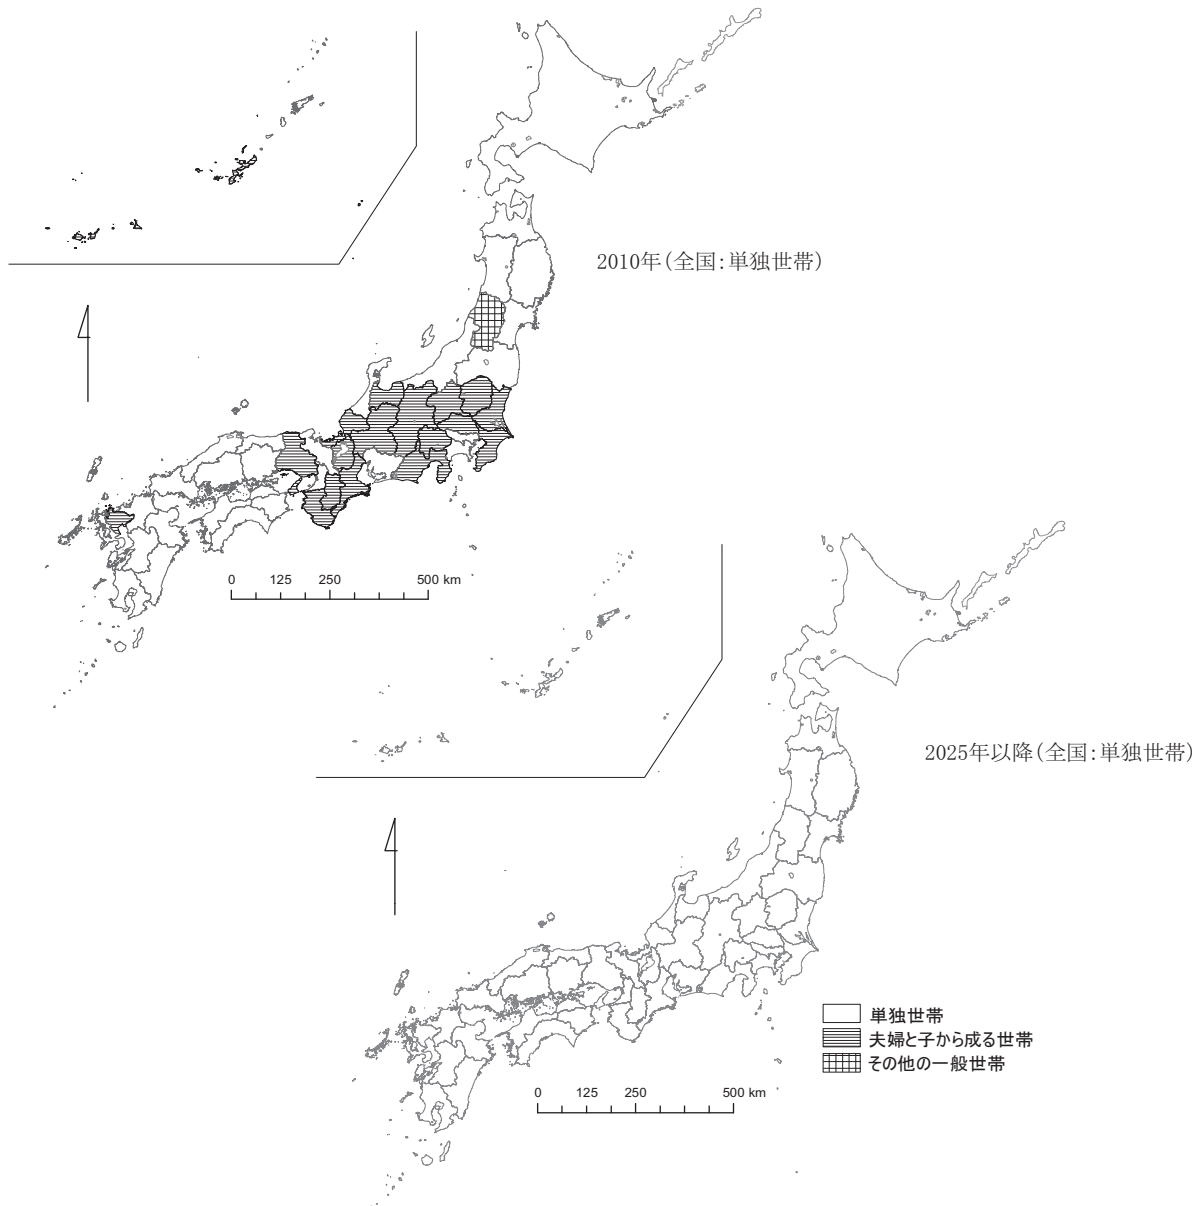 2010年(全国:単独世帯)
0 125 250 500 km
2025年以降(全国:単独世帯)
単独世帯
夫婦と子から成る世帯
その他の一般世帯
0 125 250 500 km